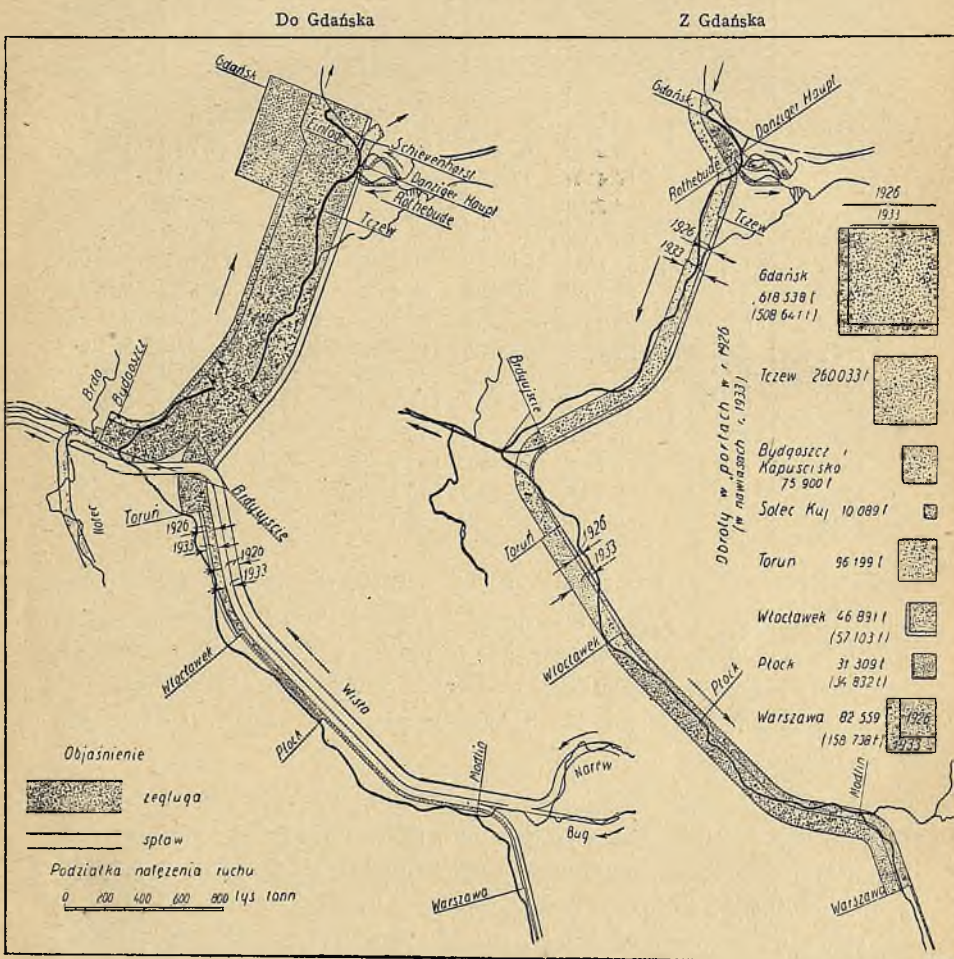 Do Gdańska
Z Gdańska
Gdańsk
Einlage
Schievenhorst
Danziger Haupt
Rothebude
Tczew
Brda
Bydgoszcz
1933
Noteć
Toruń
1926
1933
Brdyujście
1926
1933
Włocławek
Wisła
Płock
Modlin
Narew
Bug
Warszawa
Objaśnienie
żegluga
spław
Podziałka natężenia ruchu
0 200 400 600 800 tys tonn
Gdańsk
Danziger Haupt
Rothebude
Tczew
1926
1933
Brdyujście
Toruń
1926
1933
Włocławek
Płock
Modlin
Warszawa
Obroty w portach w r 1926
(w nawiasach r. 1933)
1926
1933
Gdańsk
618 538 t
(508 641 t)
Tczew 260033 t
Bydgoszcz i
Kapuscisko
75 900 t
Solec Kuj 10 089 t
Torun 96 199 t
Włocławek 46 891 t
(57 103 t)
Płock 31 309 t
(34 832 t)
Warszawa 82 559
(158 738 t)
1926
1933